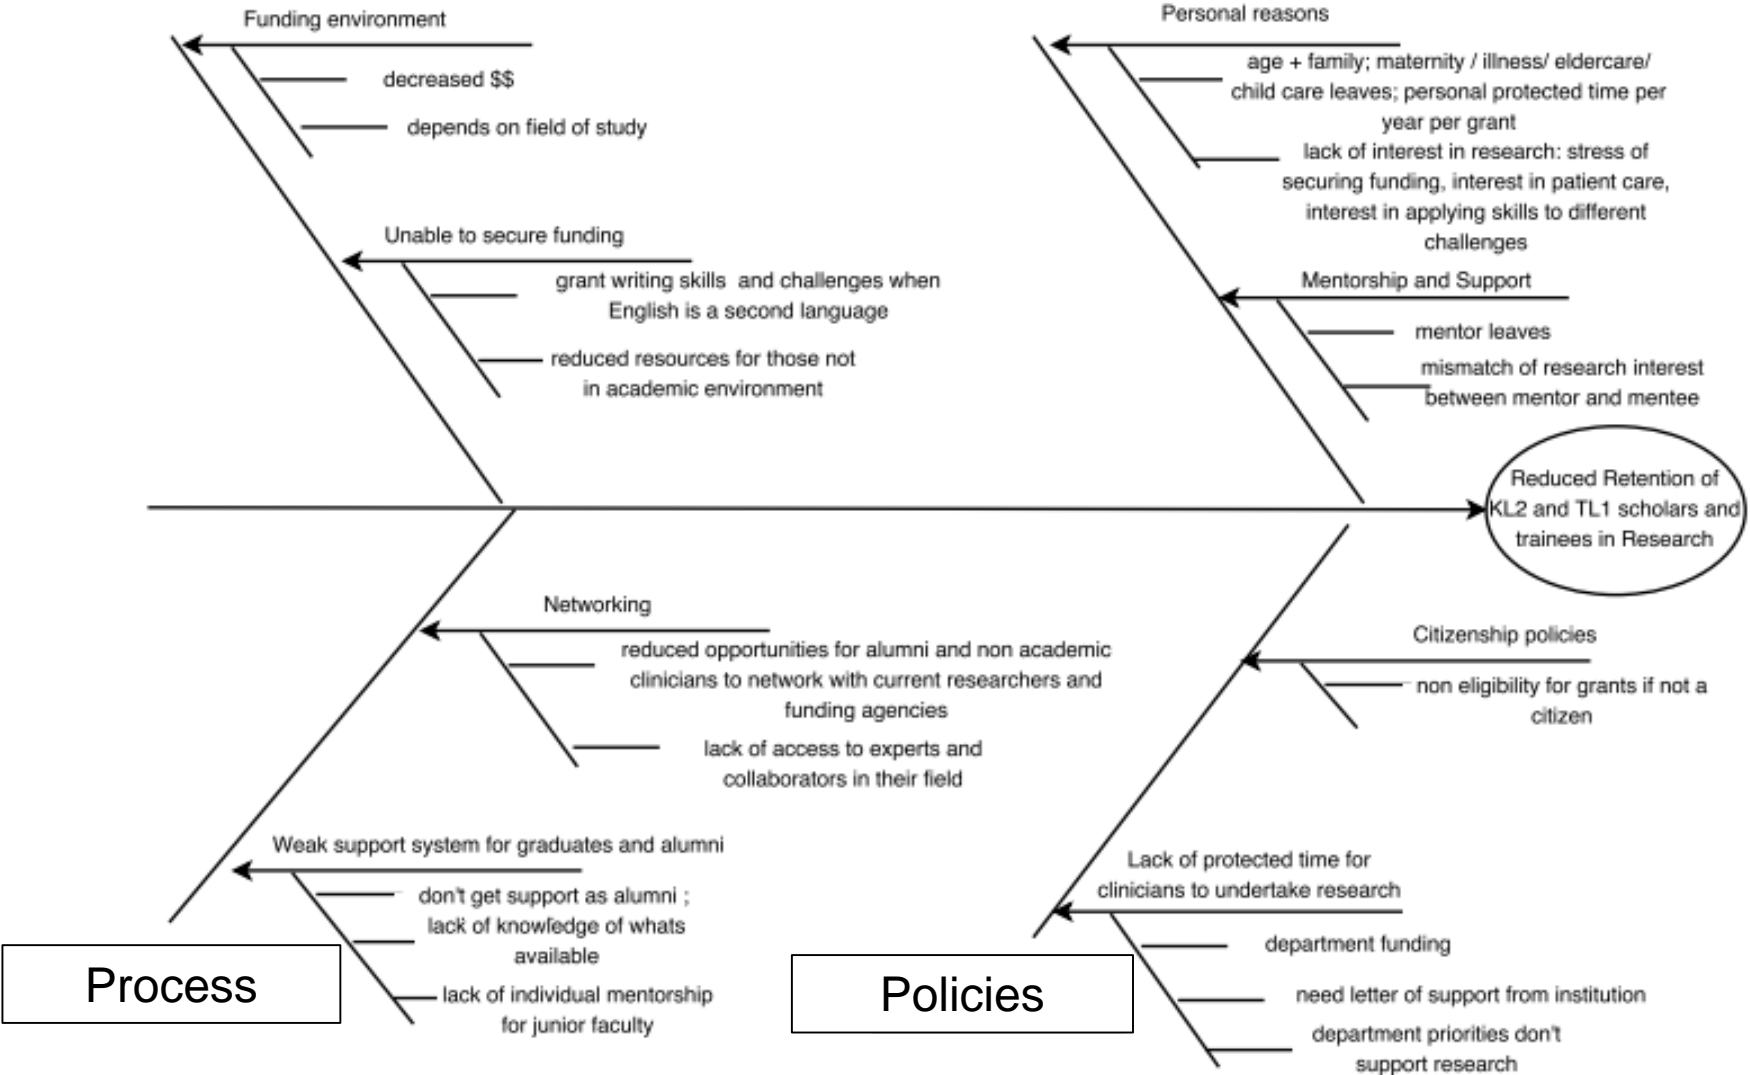 Funding environment
decreased $$
depends on field of study
Unable to secure funding
grant writing skills and challenges when
English is a second language
reduced resources for those not
in academic environment
Personal reasons
age + family; maternity / illness/ eldercare/
child care leaves; personal protected time per
year per grant
lack of interest in research: stress of
securing funding, interest in patient care,
interest in applying skills to different
challenges
Mentorship and Support
mentor leaves
mismatch of research interest
between mentor and mentee
Reduced Retention of
KL2 and TL1 scholars and
trainees in Research
Networking
reduced opportunities for alumni and non academic
clinicians to network with current researchers and
funding agencies
lack of access to experts and
collaborators in their field
Weak support system for graduates and alumni
don't get support as alumni ;
lack of knowledge of whats
available
lack of individual mentorship
for junior faculty
Process
Citizenship policies
non eligibility for grants if not a
citizen
Lack of protected time for
clinicians to undertake research
department funding
need letter of support from institution
department priorities don't
support research
Policies